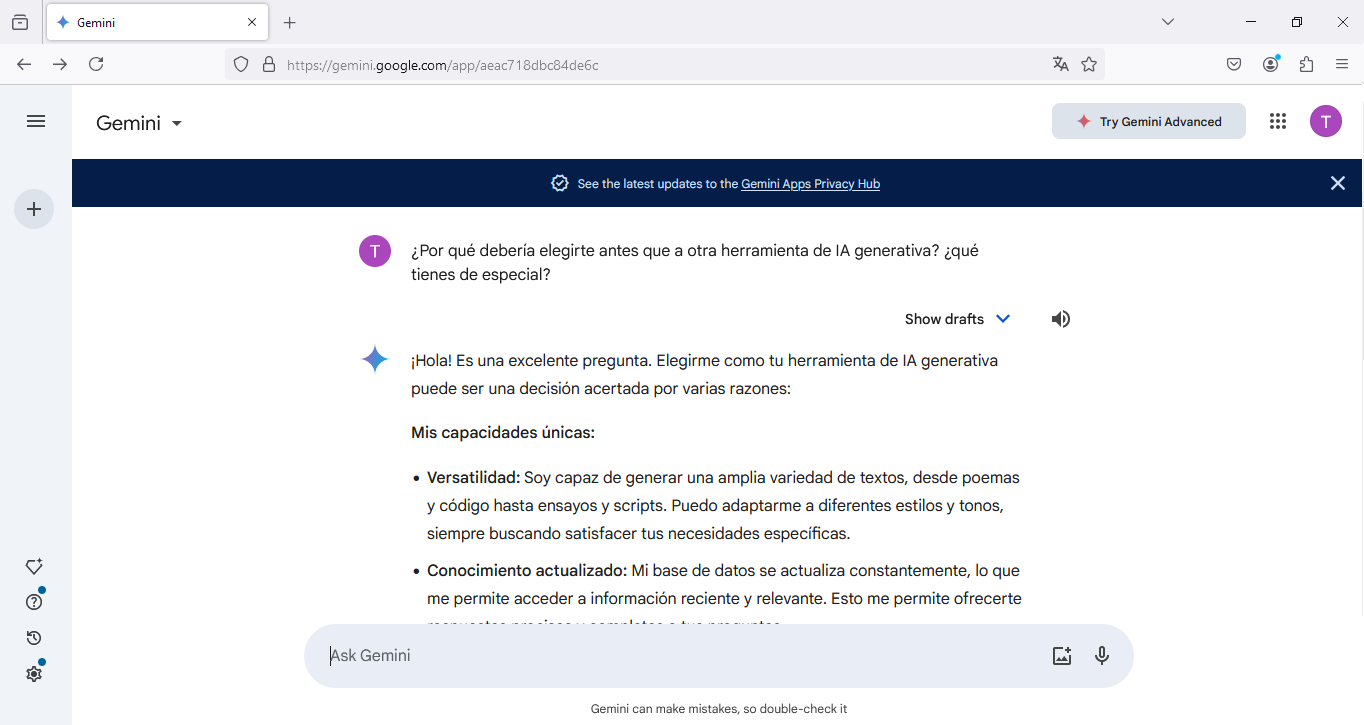 Gemini
https://gemini.google.com/app/aeac718dbc84de6c
Gemini
Try Gemini Advanced
T
See the latest updates to the Gemini Apps Privacy Hub
T
¿Por qué debería elegirte antes que a otra herramienta de IA generativa? ¿qué
tienes de especial?
Show drafts
¡Hola! Es una excelente pregunta. Elegirme como tu herramienta de IA generativa
puede ser una decisión acertada por varias razones:
Mis capacidades únicas:
• Versatilidad: Soy capaz de generar una amplia variedad de textos, desde poemas
y código hasta ensayos y scripts. Puedo adaptarme a diferentes estilos y tonos,
siempre buscando satisfacer tus necesidades específicas.
• Conocimiento actualizado: Mi base de datos se actualiza constantemente, lo que
me permite acceder a información reciente y relevante. Esto me permite ofrecerte
Ask Gemini
Gemini can make mistakes, so double-check it